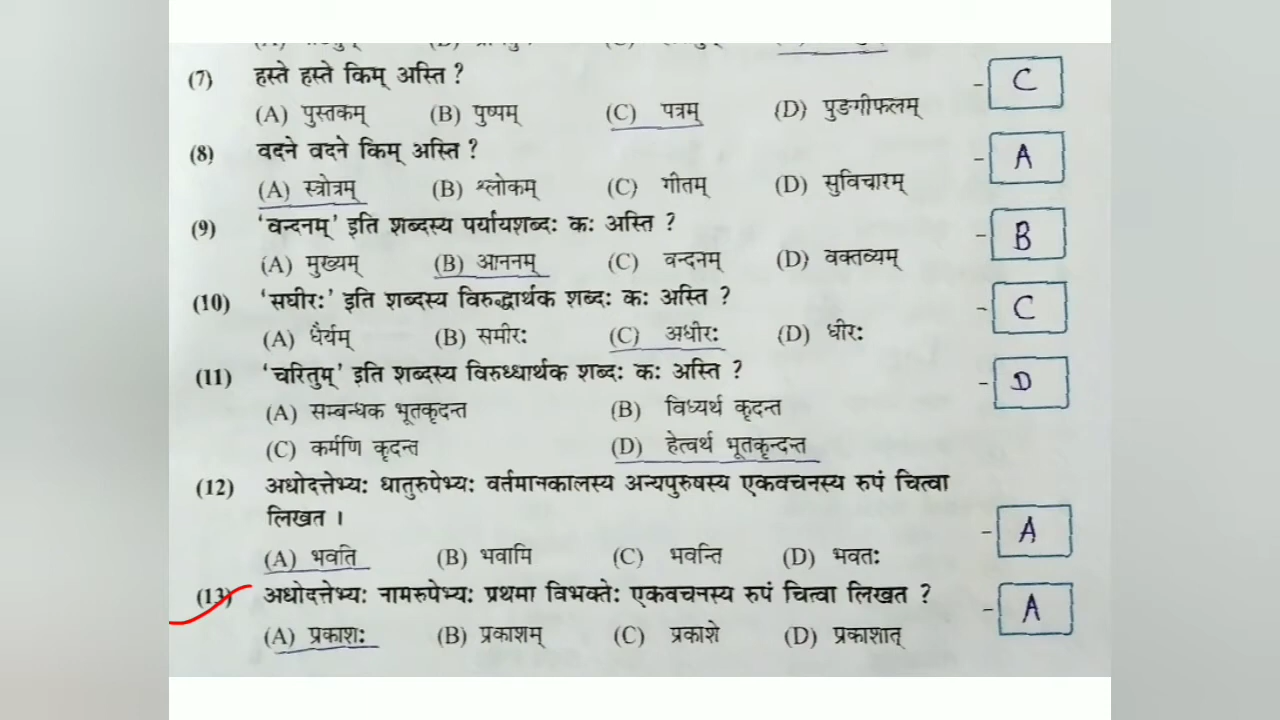 (7) हस्ते हस्ते किम् अस्ति ? - C
(A) पुस्तकम् (B) पुष्पम् (C) पत्रम् (D) पुङगीफलम्
(8) वदने वदने किम् अस्ति ? - A
(A) स्त्रोत्रम् (B) श्लोकम् (C) गीतम् (D) सुविचारम्
(9) 'वन्दनम्' इति शब्दस्य पर्यायशब्दः कः अस्ति ? - B
(A) मुख्यम् (B) आननम् (C) वन्दनम् (D) वक्तव्यम्
(10) 'सघीरः' इति शब्दस्य विरुद्धार्थक शब्दः कः अस्ति ? - C
(A) धैर्यम् (B) समीरः (C) अधीरः (D) धीरः
(11) 'चरितुम्' इति शब्दस्य विरुध्धार्थक शब्दः कः अस्ति ? - D
(A) सम्बन्धक भूतकृदन्त (B) विध्यर्थ कृदन्त
(C) कर्मणि कृदन्त (D) हेत्वर्थ भूतकृन्दन्त
(12) अधोदत्तेभ्यः धातुरुपेभ्यः वर्तमानकालस्य अन्यपुरुषस्य एकवचनस्य रुपं चित्वा
लिखत । - A
(A) भवति (B) भवामि (C) भवन्ति (D) भवतः
(13) अधोदत्तेभ्यः नामरुपेभ्यः प्रथमा विभक्तेः एकवचनस्य रुपं चित्वा लिखत ? - A
(A) प्रकाशः (B) प्रकाशम् (C) प्रकाशे (D) प्रकाशात्